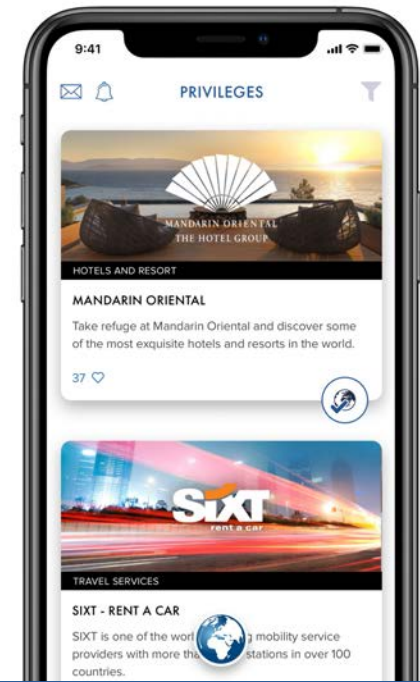 9:41
PRIVILEGES
MANDARIN ORIENTAL
THE HOTEL GROUP
HOTELS AND RESORT
MANDARIN ORIENTAL
Take refuge at Mandarin Oriental and discover some
of the most exquisite hotels and resorts in the world.
37
SIXT
rent a car
TRAVEL SERVICES
SIXT - RENT A CAR
SIXT is one of the mobility service
providers with more stations in over 100
countries.